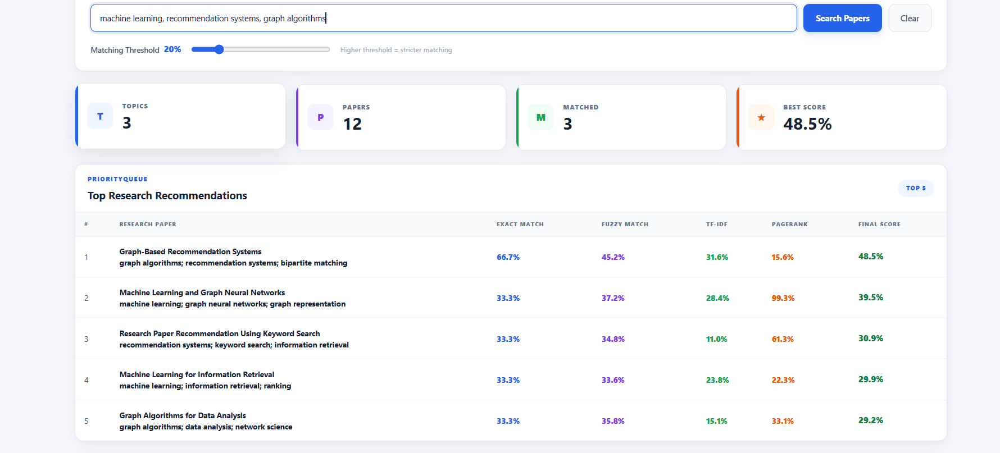 machine learning, recommendation systems, graph algorithms
Search Papers
Clear
Matching Threshold 20%
Higher threshold = stricter matching
T
TOPICS
3
P
PAPERS
12
M
MATCHED
3
★
BEST SCORE
48.5%
PRIORITYQUEUE
Top Research Recommendations
TOP 5
# RESEARCH PAPER EXACT MATCH FUZZY MATCH TF-IDF PAGERANK FINAL SCORE
1 Graph-Based Recommendation Systems
graph algorithms; recommendation systems; bipartite matching
66.7% 45.2% 31.6% 15.6% 48.5%
2 Machine Learning and Graph Neural Networks
machine learning; graph neural networks; graph representation
33.3% 37.2% 28.4% 99.3% 39.5%
3 Research Paper Recommendation Using Keyword Search
recommendation systems; keyword search; information retrieval
33.3% 34.8% 11.0% 61.3% 30.9%
4 Machine Learning for Information Retrieval
machine learning; information retrieval; ranking
33.3% 33.6% 23.8% 22.3% 29.9%
5 Graph Algorithms for Data Analysis
graph algorithms; data analysis; network science
33.3% 35.8% 15.1% 33.1% 29.2%